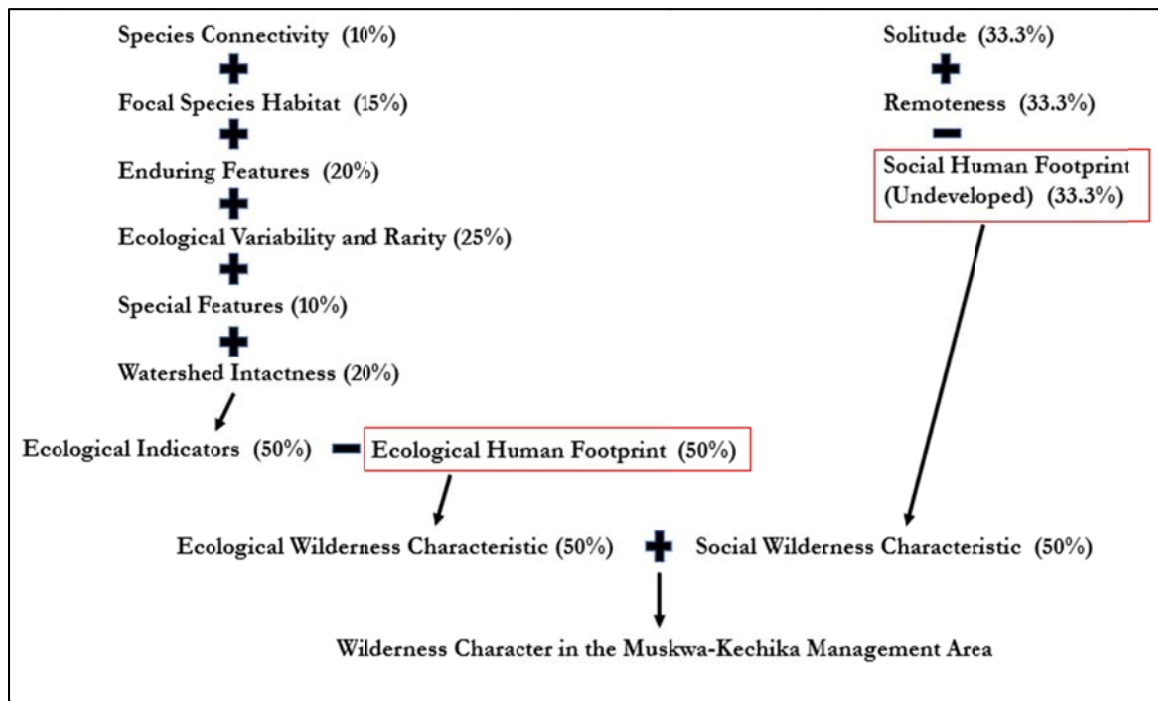 Species Connectivity (10%)
Focal Species Habitat (15%)
Enduring Features (20%)
Ecological Variability and Rarity (25%)
Special Features (10%)
Watershed Intactness (20%)
Ecological Indicators (50%)
Ecological Human Footprint (50%)
Solitude (33.3%)
Remoteness (33.3%)
Social Human Footprint
(Undeveloped) (33.3%)
Ecological Wilderness Characteristic (50%)
Social Wilderness Characteristic (50%)
Wilderness Character in the Muskwa-Kechika Management Area